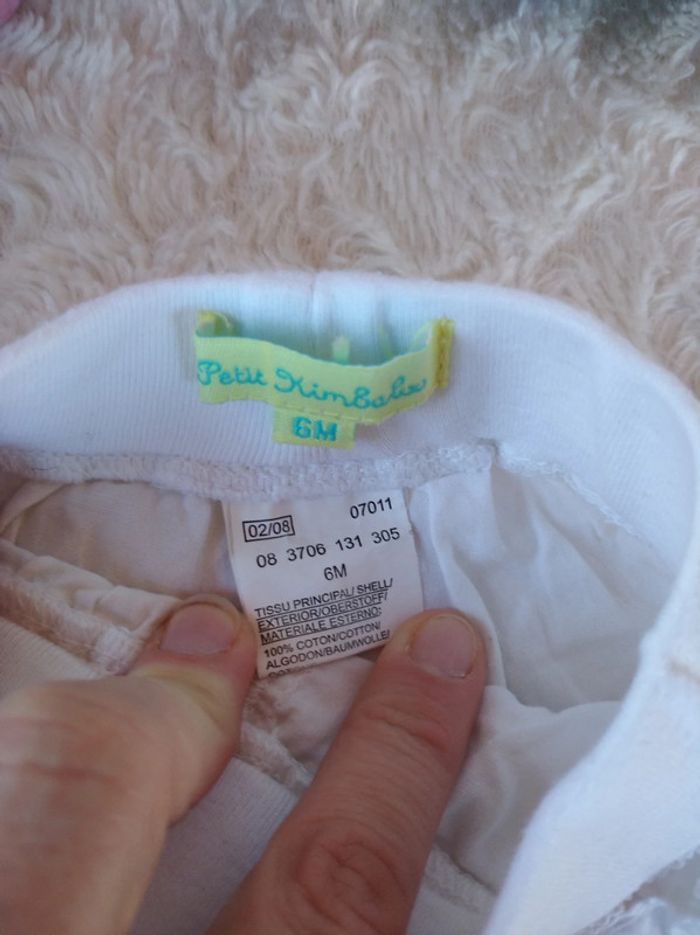 Petit Kimbaloo
6M
02/08 07011
08 3706 131 305
6M
TISSU PRINCIPAL/ SHELL/
EXTERIOR/OBERSTOFF/
MATERIALE ESTERNO:
100% COTON/COTTON/
ALGODON/BAUMWOLLE/